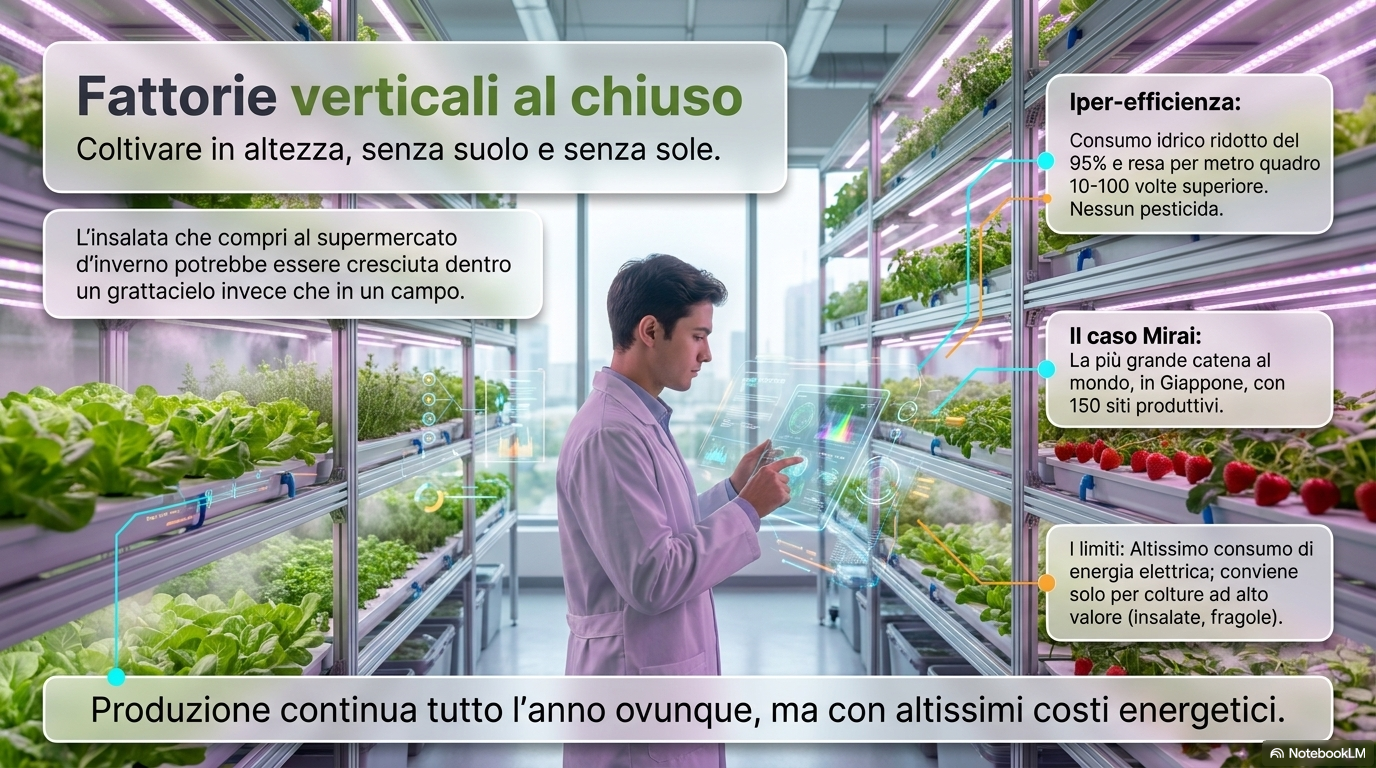 Fattorie verticali al chiuso
Coltivare in altezza, senza suolo e senza sole.
L'insalata che compri al supermercato
d'inverno potrebbe essere cresciuta dentro
un grattacielo invece che in un campo.
Iper-efficienza:
Consumo idrico ridotto del
95% e resa per metro quadro
10-100 volte superiore.
Nessun pesticida.
Il caso Mirai:
La più grande catena al
mondo, in Giappone, con
150 siti produttivi.
I limiti: Altissimo consumo di
energia elettrica; conviene
solo per colture ad alto
valore (insalate, fragole).
Produzione continua tutto l'anno ovunque, ma con altissimi costi energetici.
NotebookLM